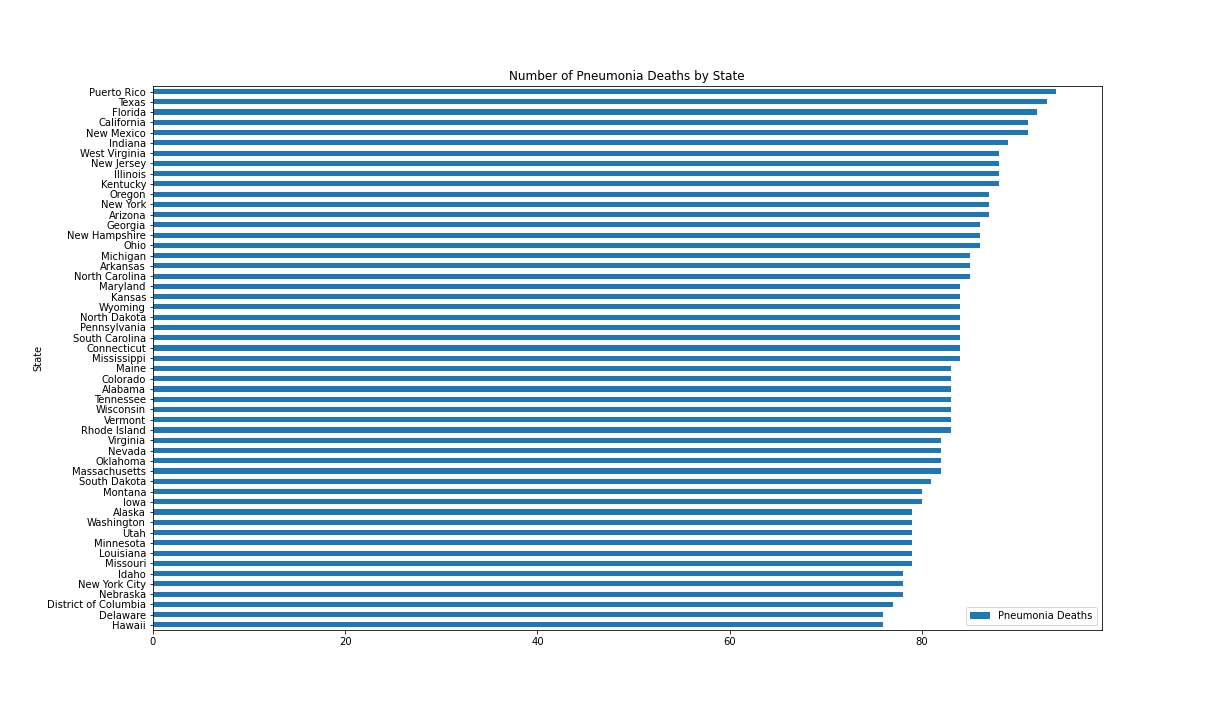 Number of Pneumonia Deaths by State
Puerto Rico
Texas
Florida
California
New Mexico
Indiana
West Virginia
New Jersey
Illinois
Kentucky
Oregon
New York
Arizona
Georgia
New Hampshire
Ohio
Michigan
Arkansas
North Carolina
Maryland
Kansas
Wyoming
North Dakota
Pennsylvania
South Carolina
Connecticut
Mississippi
Maine
Colorado
Alabama
Tennessee
Wisconsin
Vermont
Rhode Island
Virginia
Nevada
Oklahoma
Massachusetts
South Dakota
Montana
Iowa
Alaska
Washington
Utah
Minnesota
Louisiana
Missouri
Idaho
New York City
Nebraska
District of Columbia
Delaware
Hawaii
State
Pneumonia Deaths
0 20 40 60 80